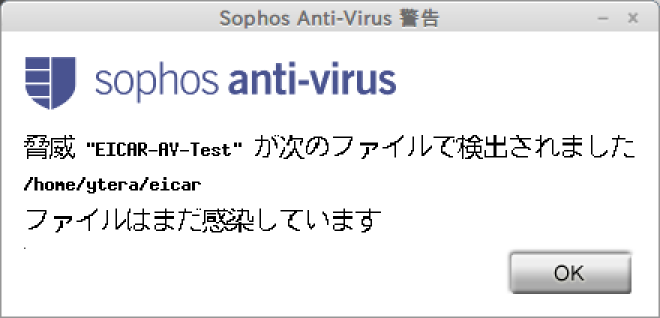 Sophos Anti-Virus 警告
sophos anti-virus
脅威 "EICAR-AV-Test" が次のファイルで検出されました
/home/ytera/eicar
ファイルはまだ感染しています
.
OK